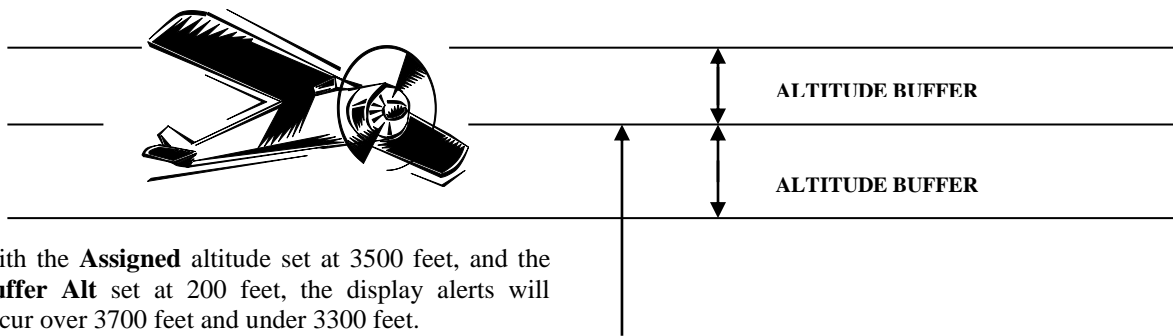 ALTITUDE BUFFER
ALTITUDE BUFFER
ith the Assigned altitude set at 3500 feet, and the
uffer Alt set at 200 feet, the display alerts will
cur over 3700 feet and under 3300 feet.